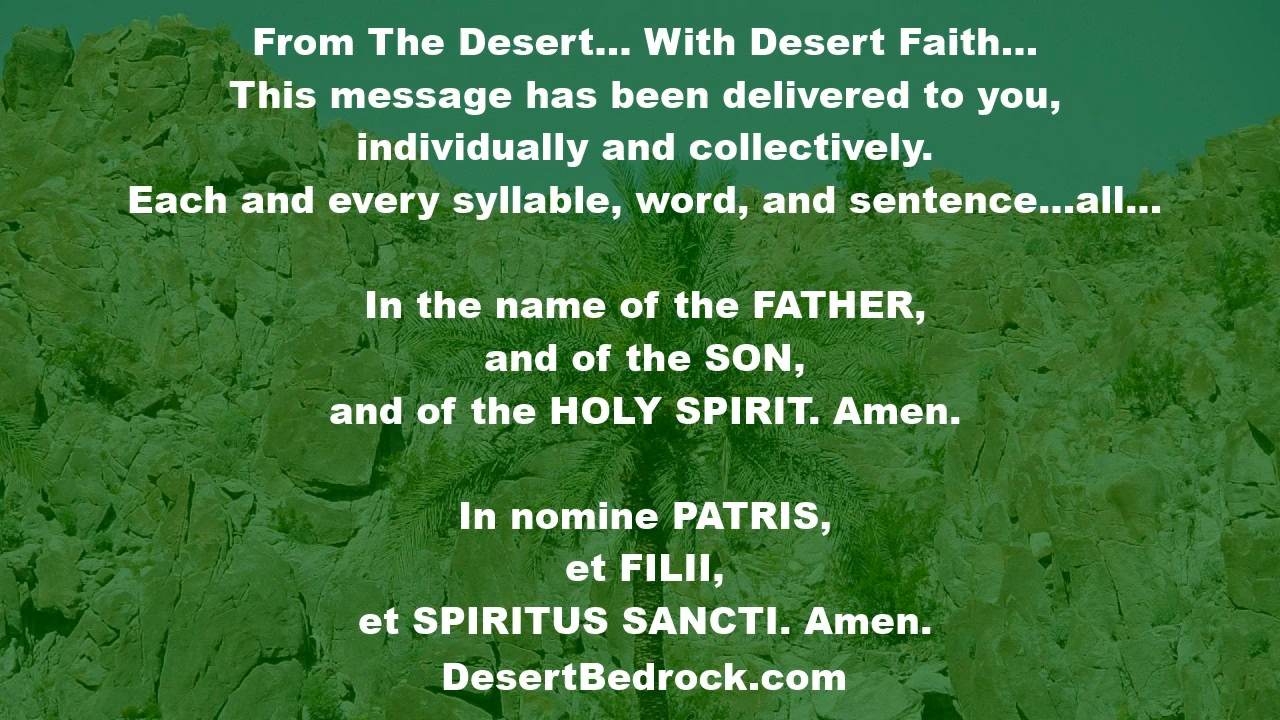 From The Desert... With Desert Faith...
This message has been delivered to you,
individually and collectively.
Each and every syllable, word, and sentence...all...
In the name of the FATHER,
and of the SON,
and of the HOLY SPIRIT. Amen.
In nomine PATRIS,
et FILII,
et SPIRITUS SANCTI. Amen.
DesertBedrock.com